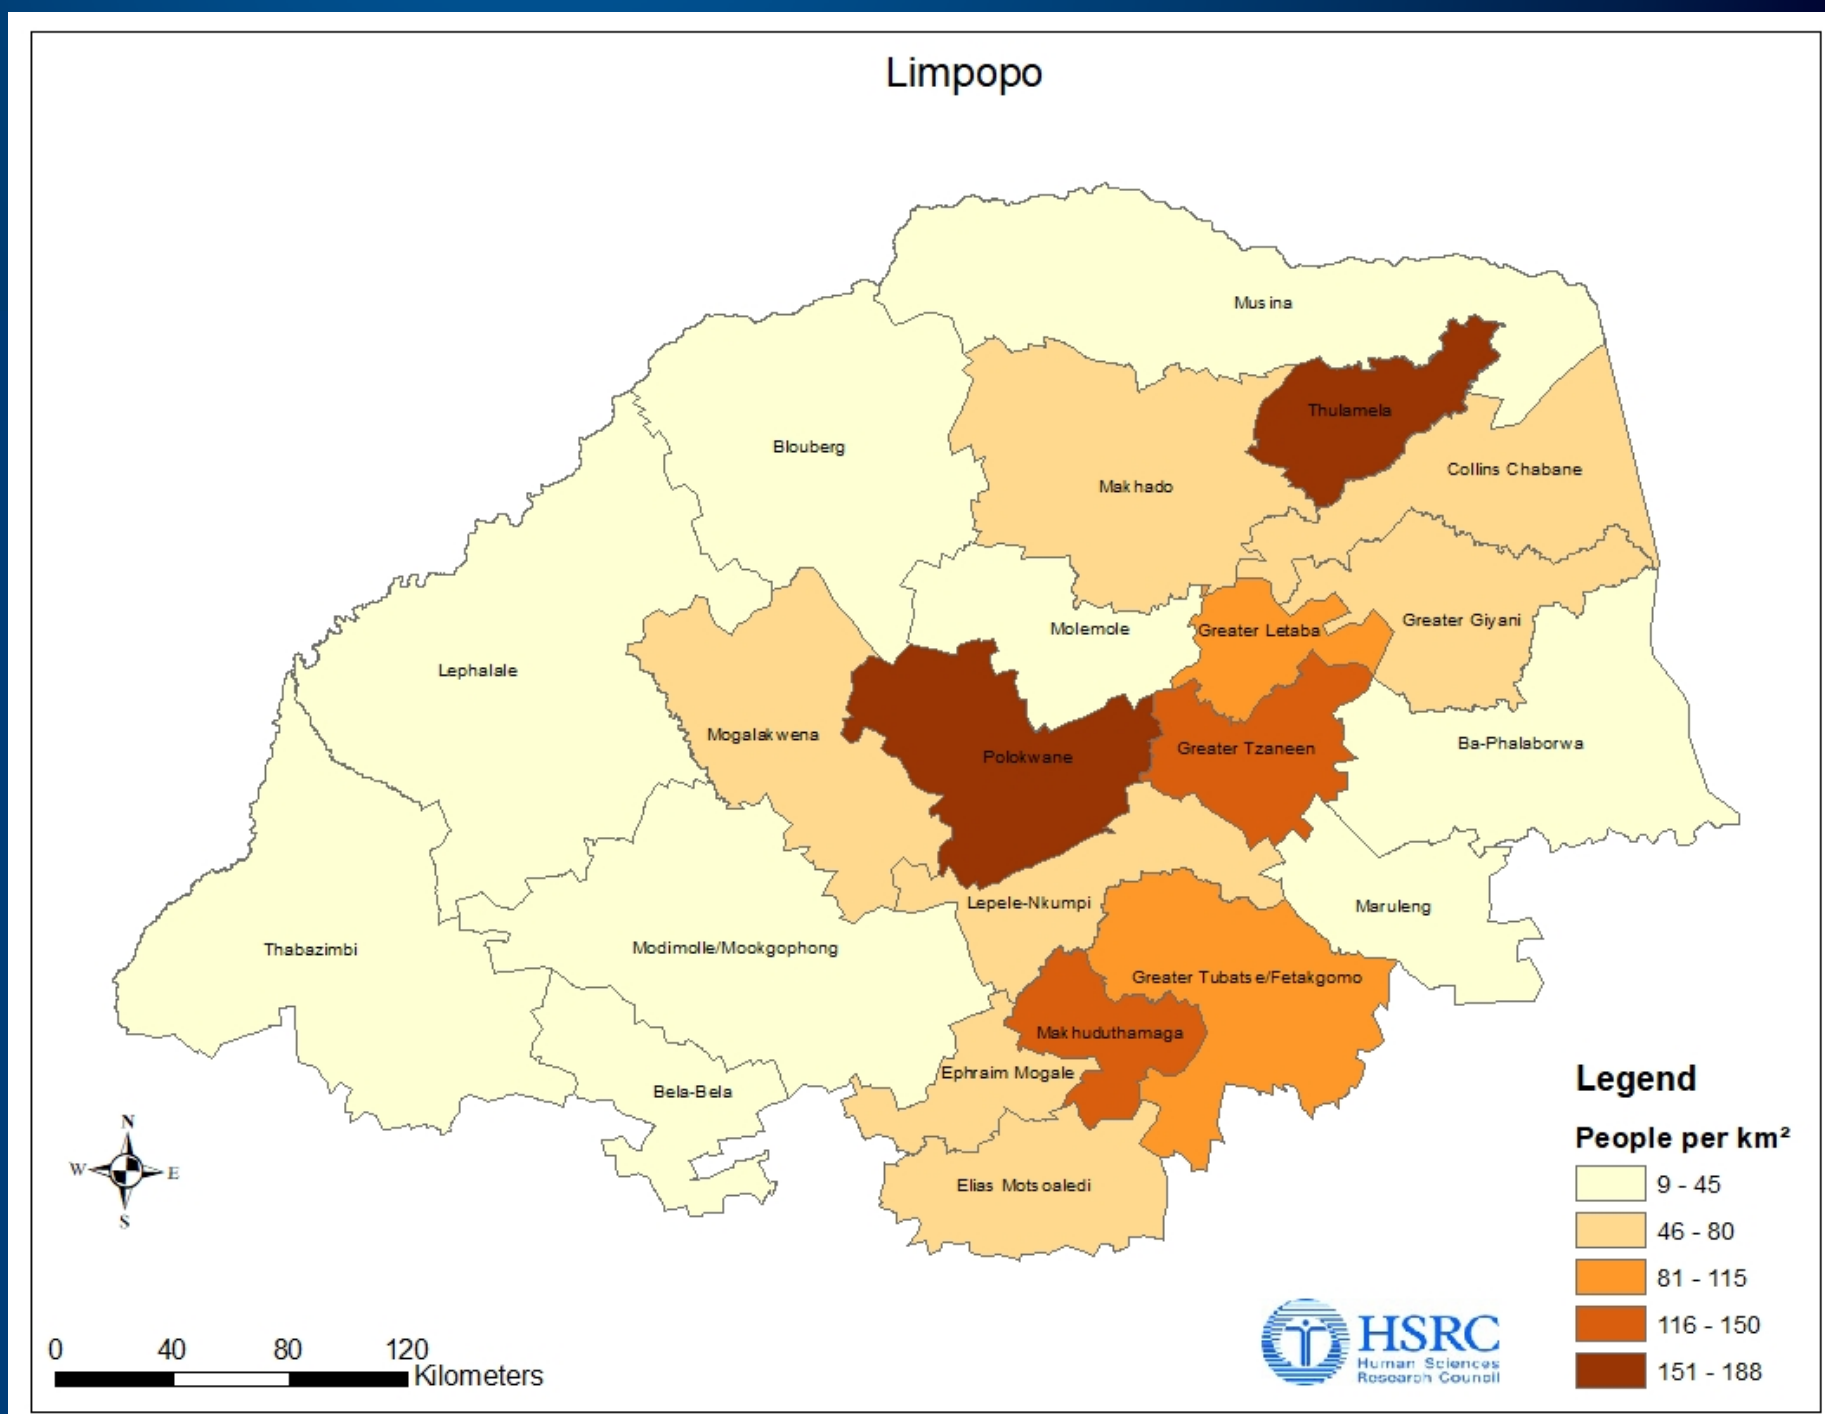 Limpopo
Musina
Thulamela
Blouberg
Collins Chabane
Makhado
Greater Giyani
Molemole
Greater Letaba
Lephalale
Mogalakwena
Ba-Phalaborwa
Greater Tzaneen
Polokwane
Lepele-Nkumpi
Maruleng
Thabazimbi
Modimolle/Mookgophong
Greater Tubatse/Fetakgomo
Makhuduthamaga
Ephraim Mogale
Bela-Bela
Elias Motsoaledi
N
W E
S
0 40 80 120
Kilometers
HSRC
Human Sciences
Research Council
Legend
People per km²
9 - 45
46 - 80
81 - 115
116 - 150
151 - 188